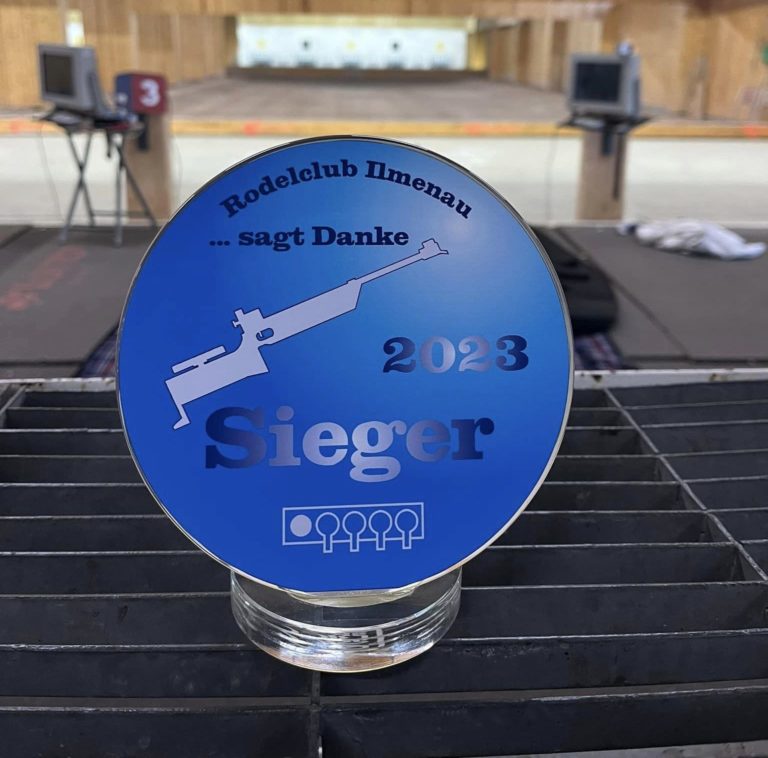 Rodelclub Ilmenau
... sagt Danke
2023
Sieger
3